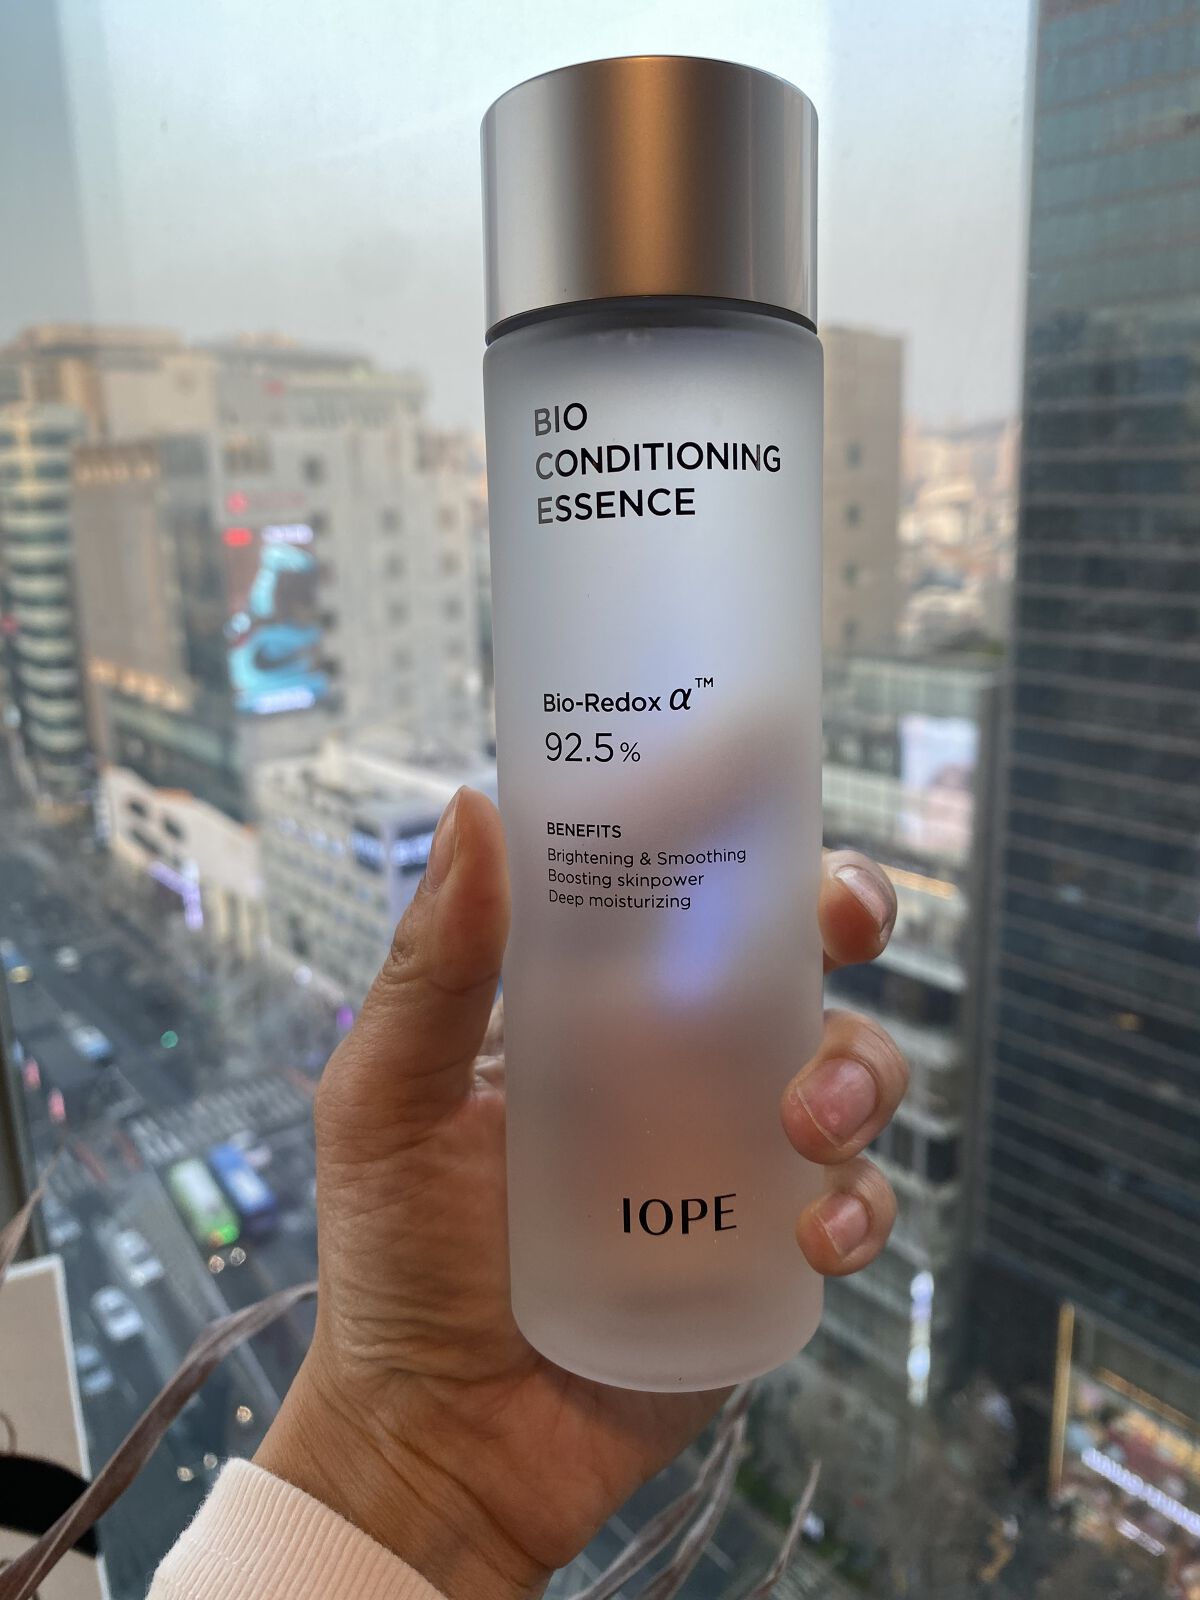 BIO
CONDITIONING
ESSENCE
Bio-Redox α™
92.5%
BENEFITS
Brightening & Smoothing
Boosting skinpower
Deep moisturizing
IOPE